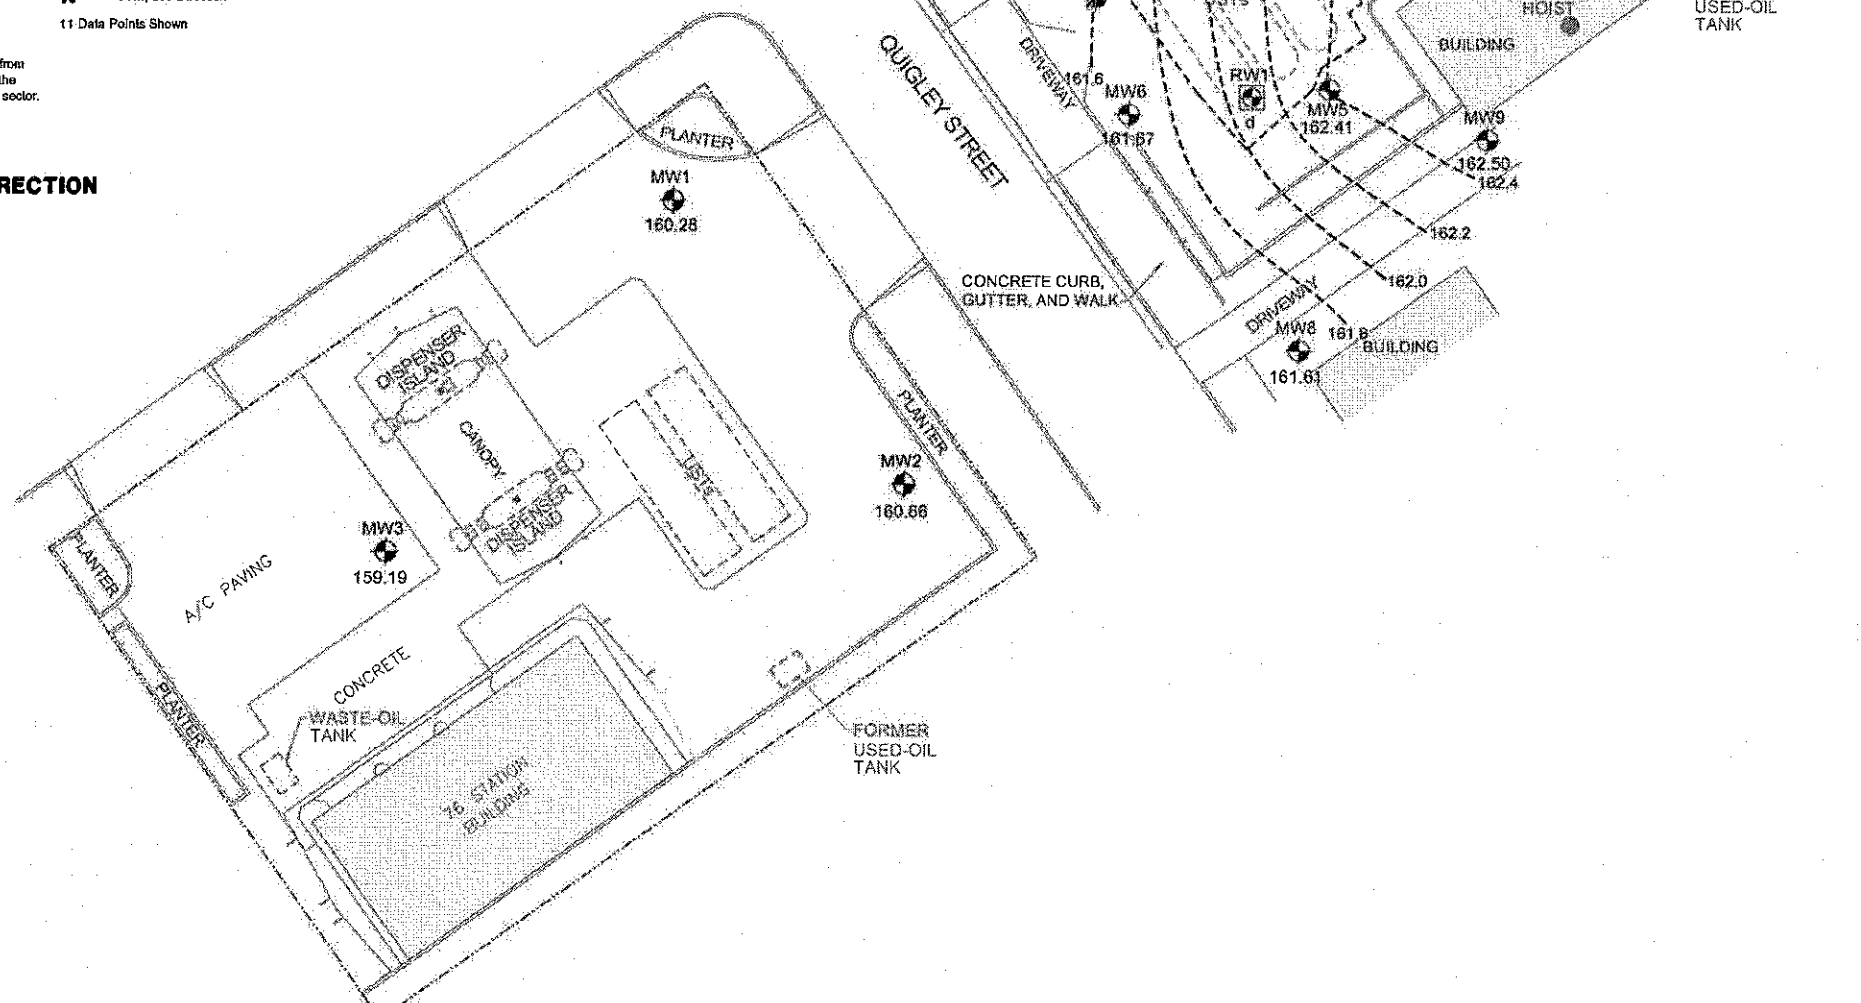 11 Data Points Shown
from
the
sector.
RECTION
QUIGLEY STREET
DRIVEWAY
161.6
MW6
161.67
RW1
d
MW5
162.41
HOIST
BUILDING
USED-OIL
TANK
MW9
162.50
162.4
162.2
162.0
PLANTER
MW1
160.28
CONCRETE CURB,
GUTTER, AND WALK
DRIVEWAY
MW8
161.61
BUILDING
DISPENSER
ISLAND
CANOPY
DISPENSER
ISLAND
USTs
PLANTER
MW2
160.66
MW3
159.19
PLANTER
A/C PAVING
PLANTER
CONCRETE
WASTE-OIL
TANK
FORMER
USED-OIL
TANK
76 STATION
BUILDING